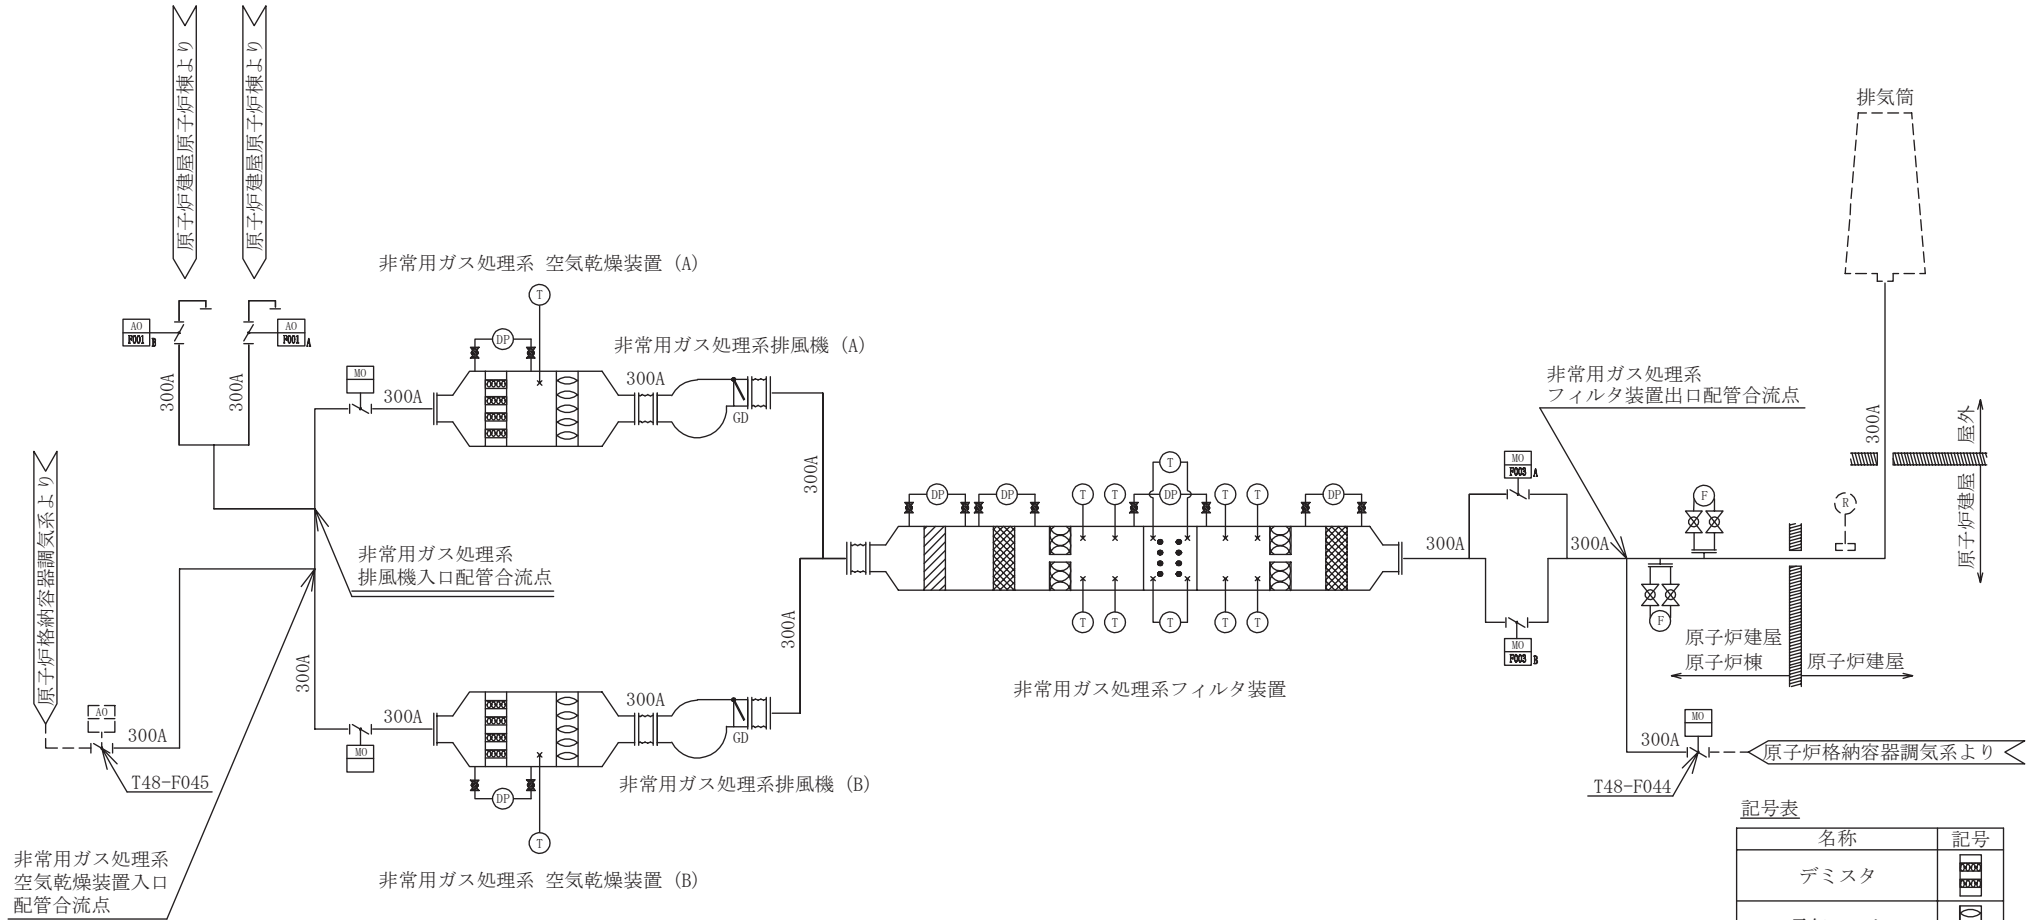 原子炉建屋原子炉棟より
原子炉建屋原子炉棟より
排気筒
非常用ガス処理系 空気乾燥装置 (A)
T
AO
F001
B
AO
F001
A
DP
非常用ガス処理系排風機 (A)
300A
300A
MO
300A
300A
GD
非常用ガス処理系
フィルタ装置出口配管合流点
300A
屋外
原子炉建屋
原子炉格納容器調気系より
300A
T
DP
DP
T
T
DP
T
T
DP
MO
F003
A
F
R
非常用ガス処理系
排風機入口配管合流点
300A
300A
T
T
T
T
T
F
300A
300A
MO
F003
B
原子炉建屋
原子炉棟
原子炉建屋
非常用ガス処理系フィルタ装置
AO
300A
T48-F045
MO
300A
300A
GD
DP
非常用ガス処理系排風機 (B)
T
非常用ガス処理系 空気乾燥装置 (B)
MO
300A
原子炉格納容器調気系より
T48-F044
非常用ガス処理系
空気乾燥装置入口
配管合流点
記号表
名称
記号
デミスタ